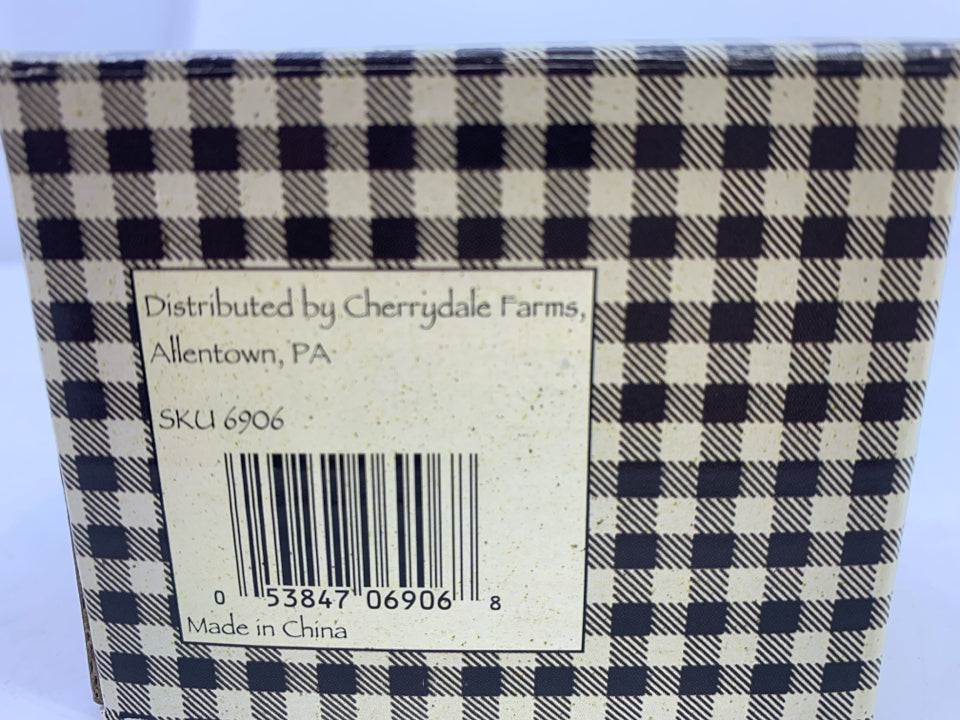 Distributed by Cherrydale Farms,
Allentown, PA
SKU 6906
0 53847 06906 8
Made in China